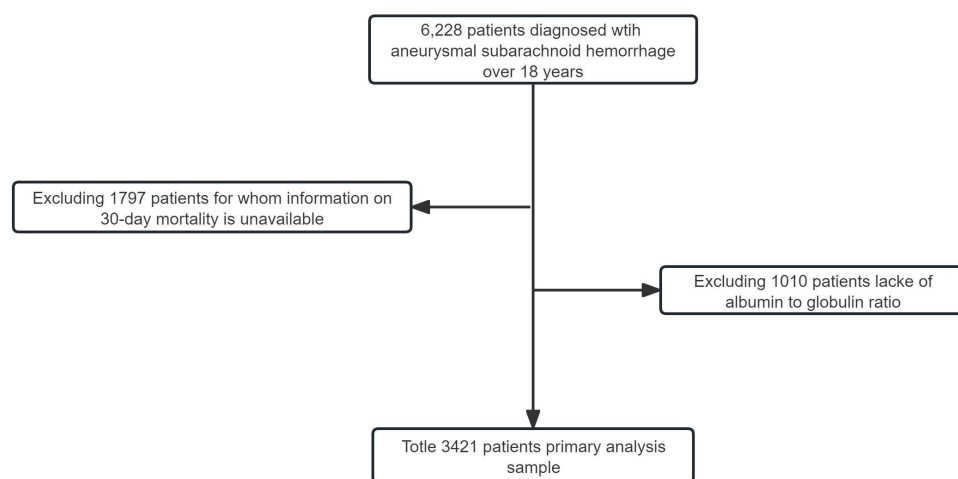 6,228 patients diagnosed wtih
aneurysmal subarachnoid hemorrhage
over 18 years
Excluding 1797 patients for whom information on
30-day mortality is unavailable
Excluding 1010 patients lacke of
albumin to globulin ratio
Totle 3421 patients primary analysis
sample